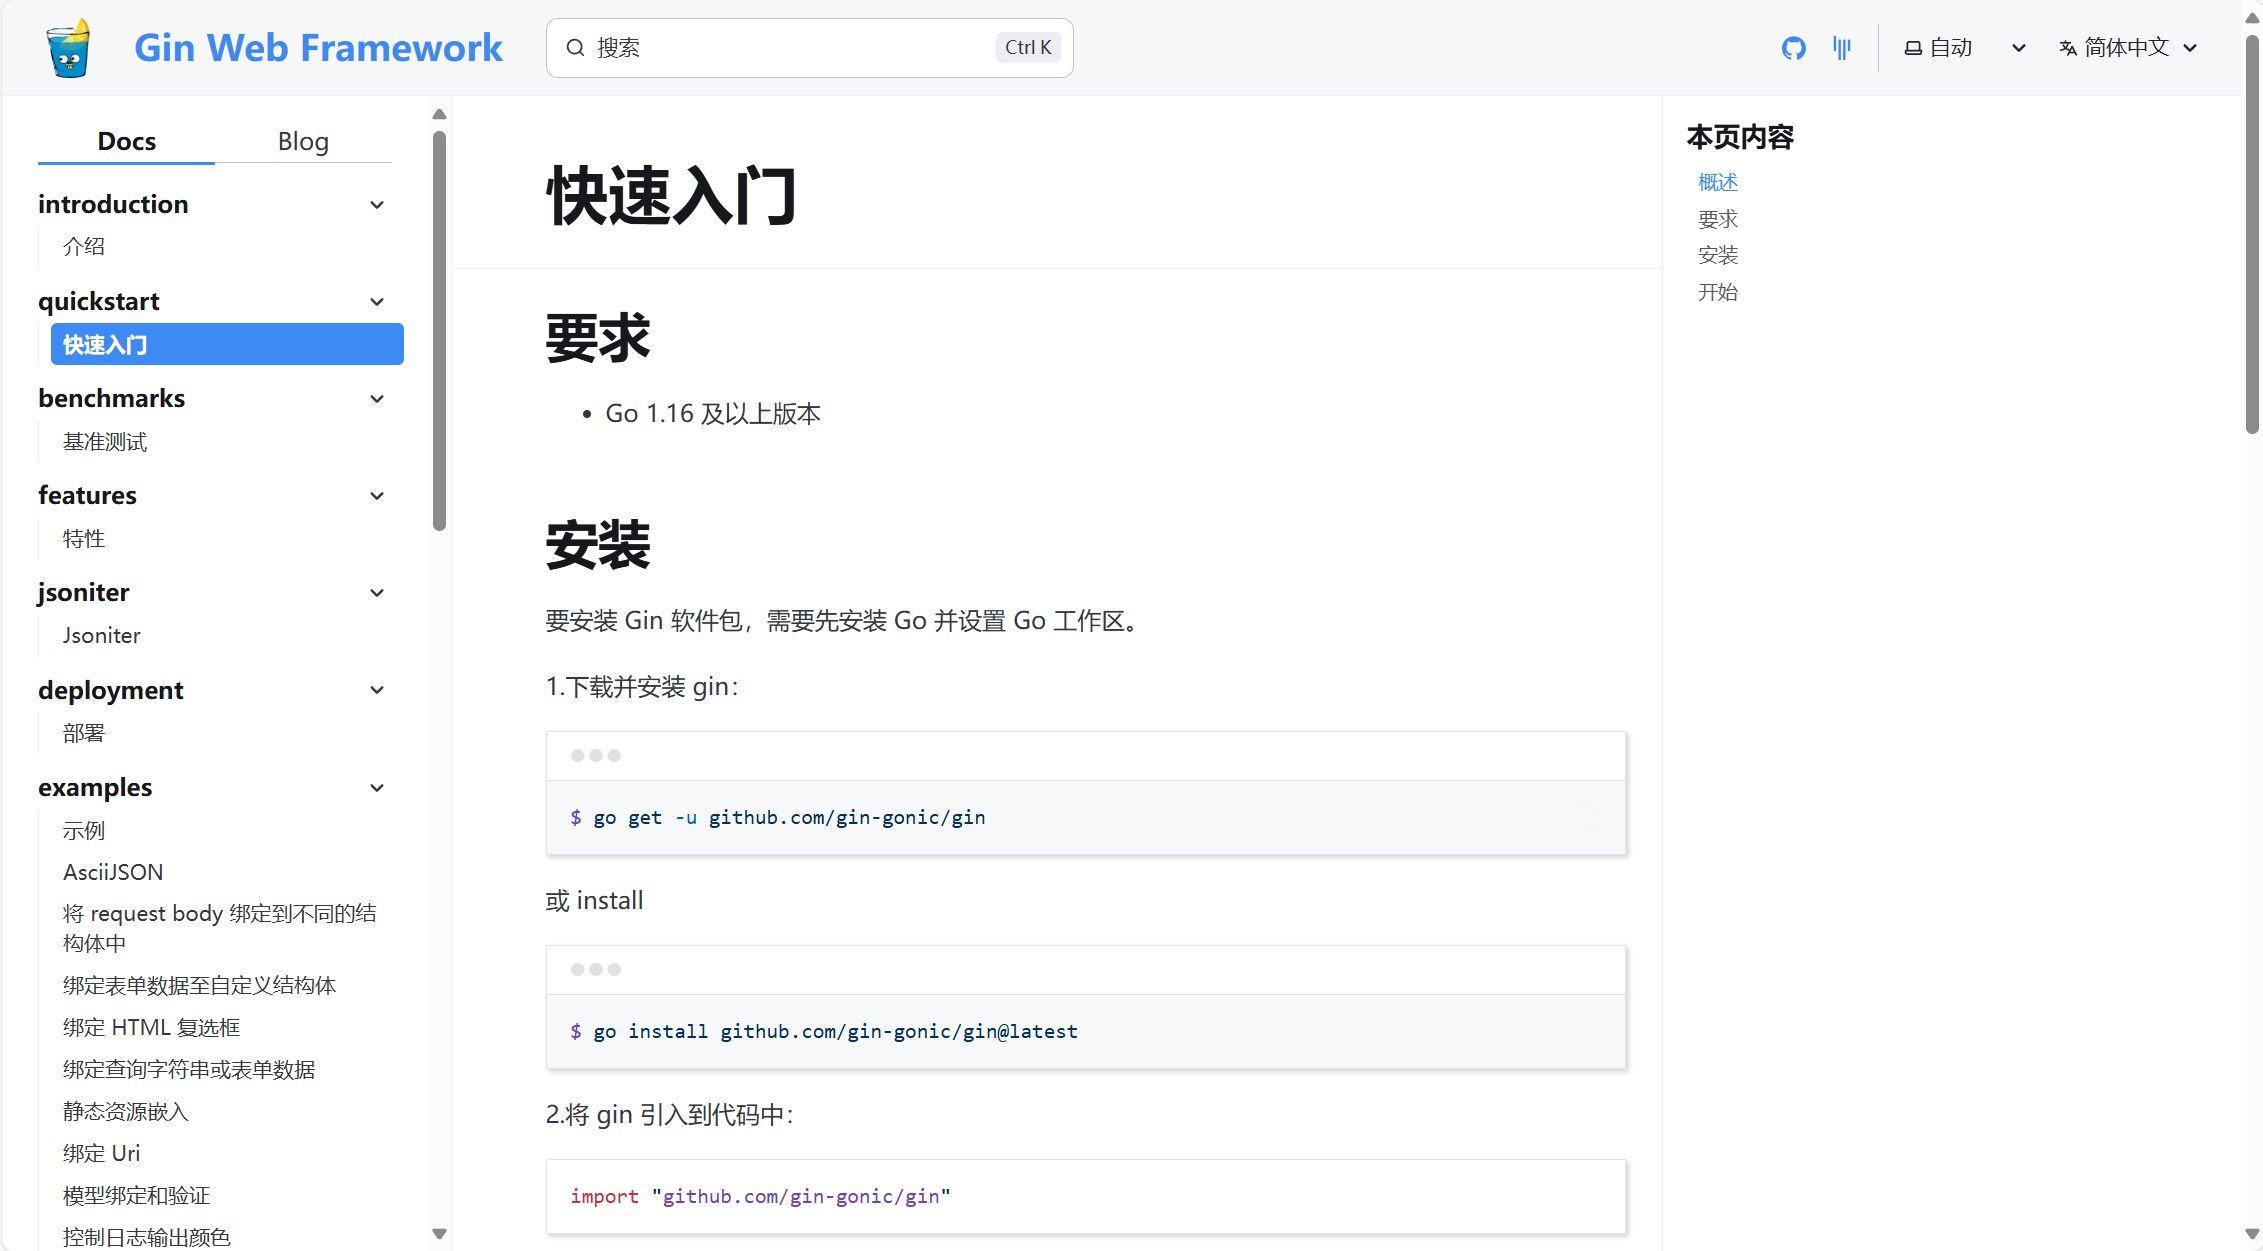 Gin Web Framework
搜索
Ctrl K
自动
简体中文
Docs
Blog
introduction
介绍
quickstart
快速入门
benchmarks
基准测试
features
特性
jsoniter
Jsoniter
deployment
部署
examples
示例
AsciiJSON
将 request body 绑定到不同的结
构体中
绑定表单数据至自定义结构体
绑定 HTML 复选框
绑定查询字符串或表单数据
静态资源嵌入
绑定 Uri
模型绑定和验证
控制日志输出颜色
快速入门
要求
• Go 1.16 及以上版本
安装
要安装 Gin 软件包，需要先安装 Go 并设置 Go 工作区。
1.下载并安装 gin：
$ go get -u github.com/gin-gonic/gin
或 install
$ go install github.com/gin-gonic/gin@latest
2.将 gin 引入到代码中：
import "github.com/gin-gonic/gin"
本页内容
概述
要求
安装
开始